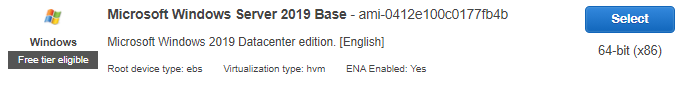 Microsoft Windows Server 2019 Base - ami-0412e100c0177fb4b
Select
Windows
Microsoft Windows 2019 Datacenter edition. [English]
64-bit (x86)
Free tier eligible
Root device type: ebs Virtualization type: hvm ENA Enabled: Yes